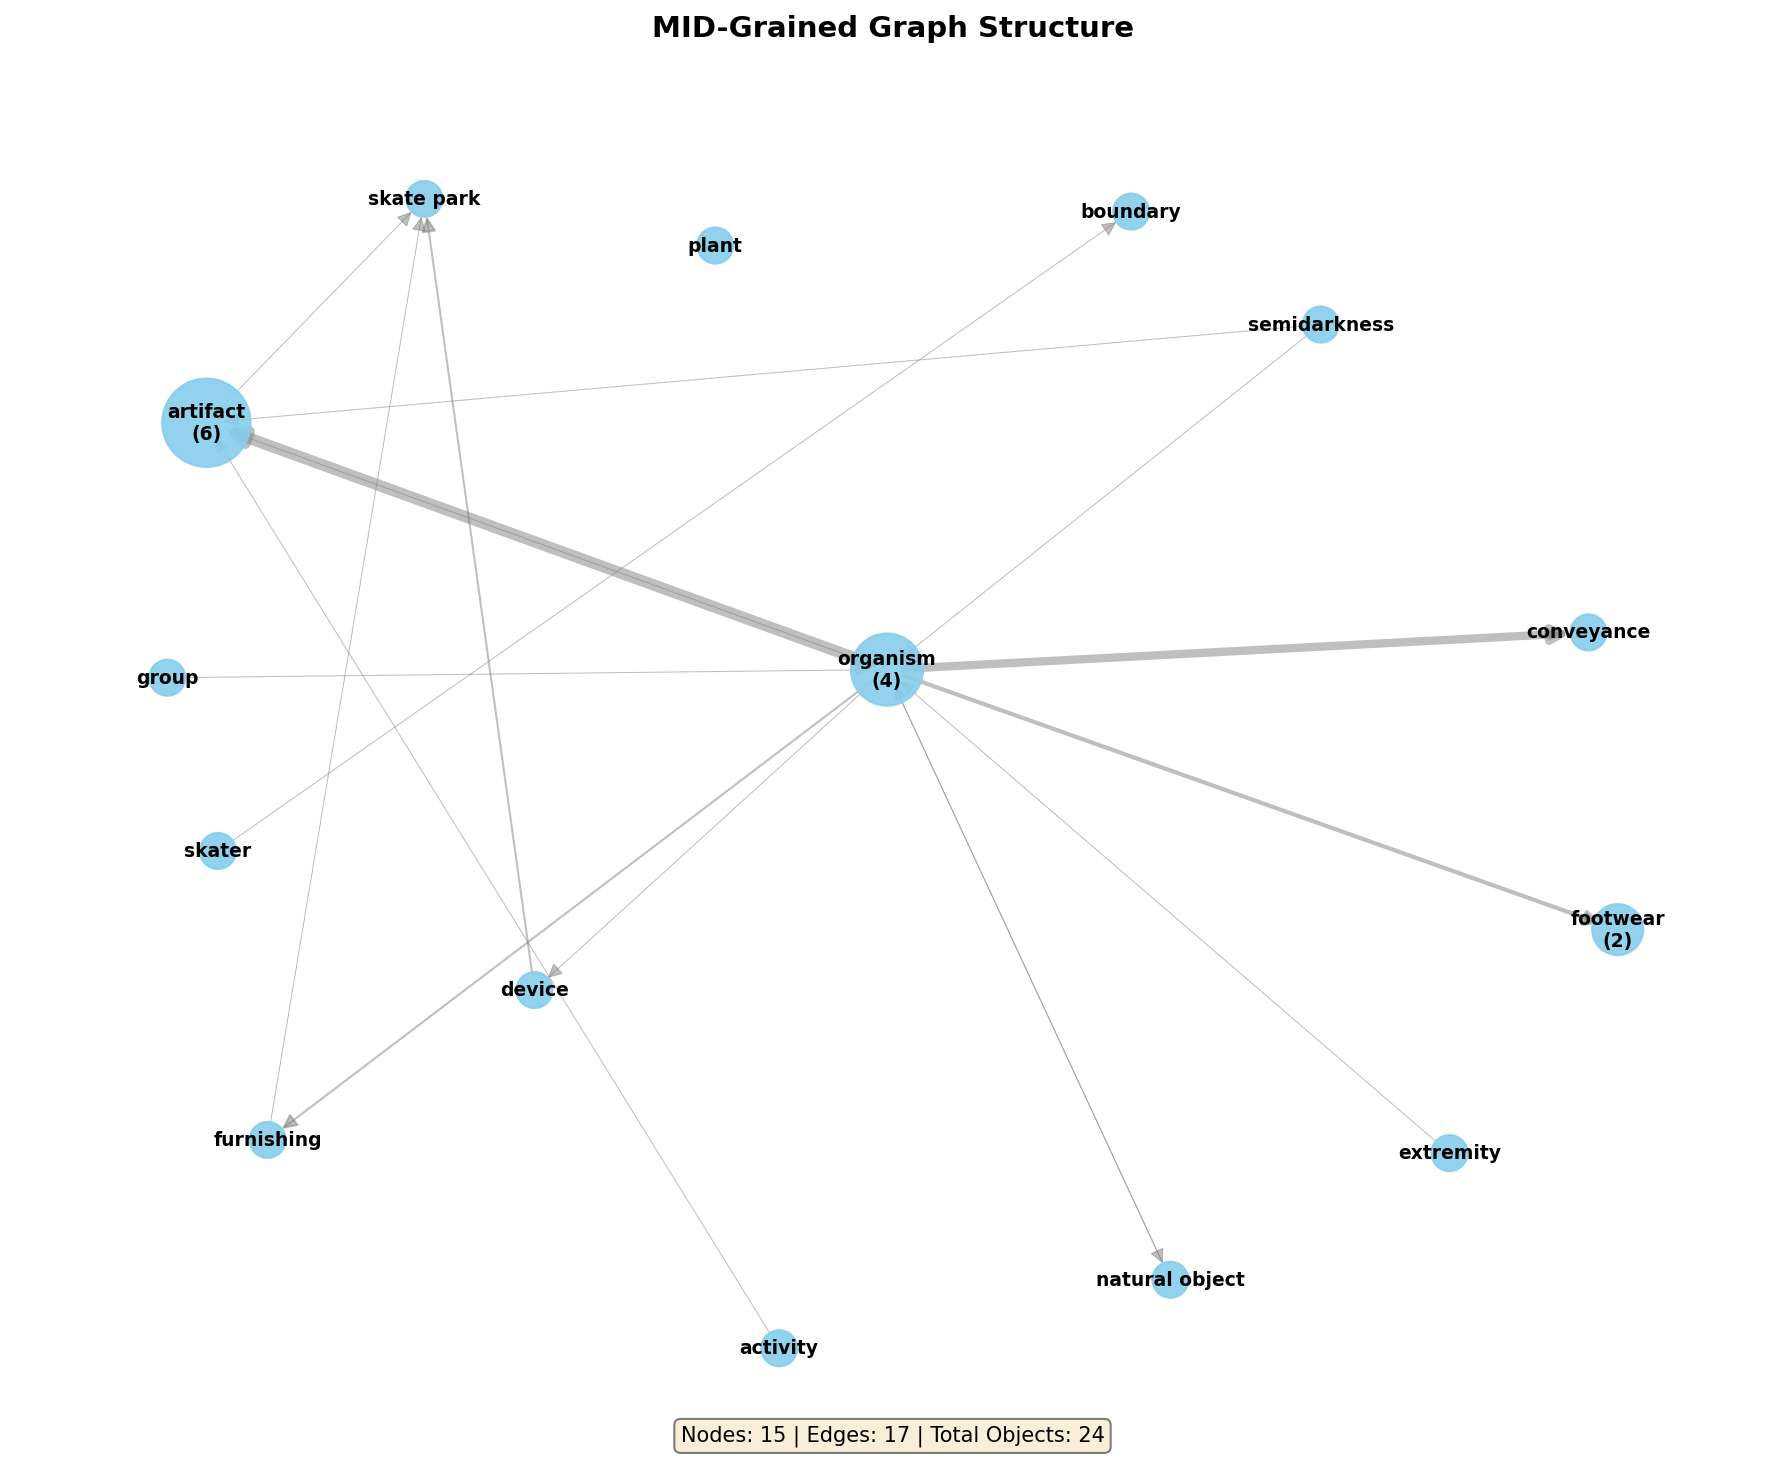 MID-Grained Graph Structure
skate park
boundary
plant
semidarkness
artifact
(6)
conveyance
organism
(4)
group
skater
footwear
(2)
device
furnishing
extremity
natural object
activity
Nodes: 15 | Edges: 17 | Total Objects: 24